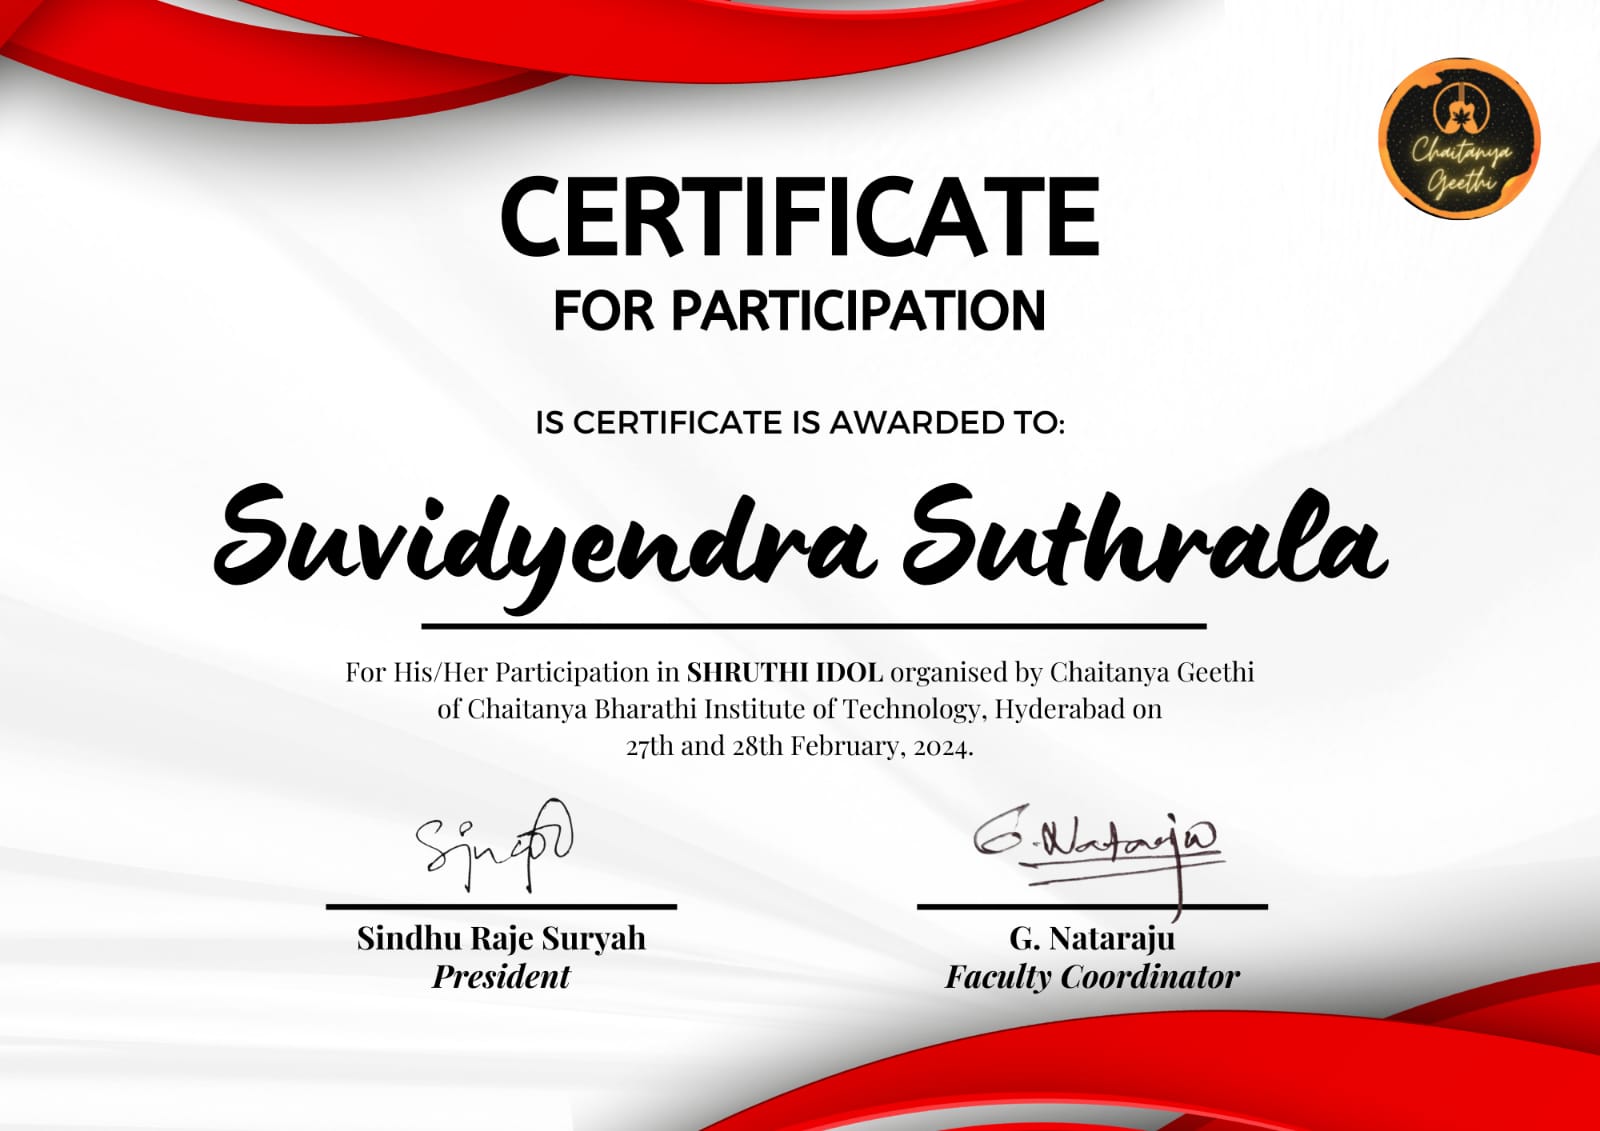 Chaitanya
Geethi
CERTIFICATE
FOR PARTICIPATION
IS CERTIFICATE IS AWARDED TO:
Suvidyendra Suthrala
For His/Her Participation in SHRUTHI IDOL organised by Chaitanya Geethi
of Chaitanya Bharathi Institute of Technology, Hyderabad on
27th and 28th February, 2024.
G. Nataraju
Sindhu Raje Suryah
President
G. Nataraju
Faculty Coordinator